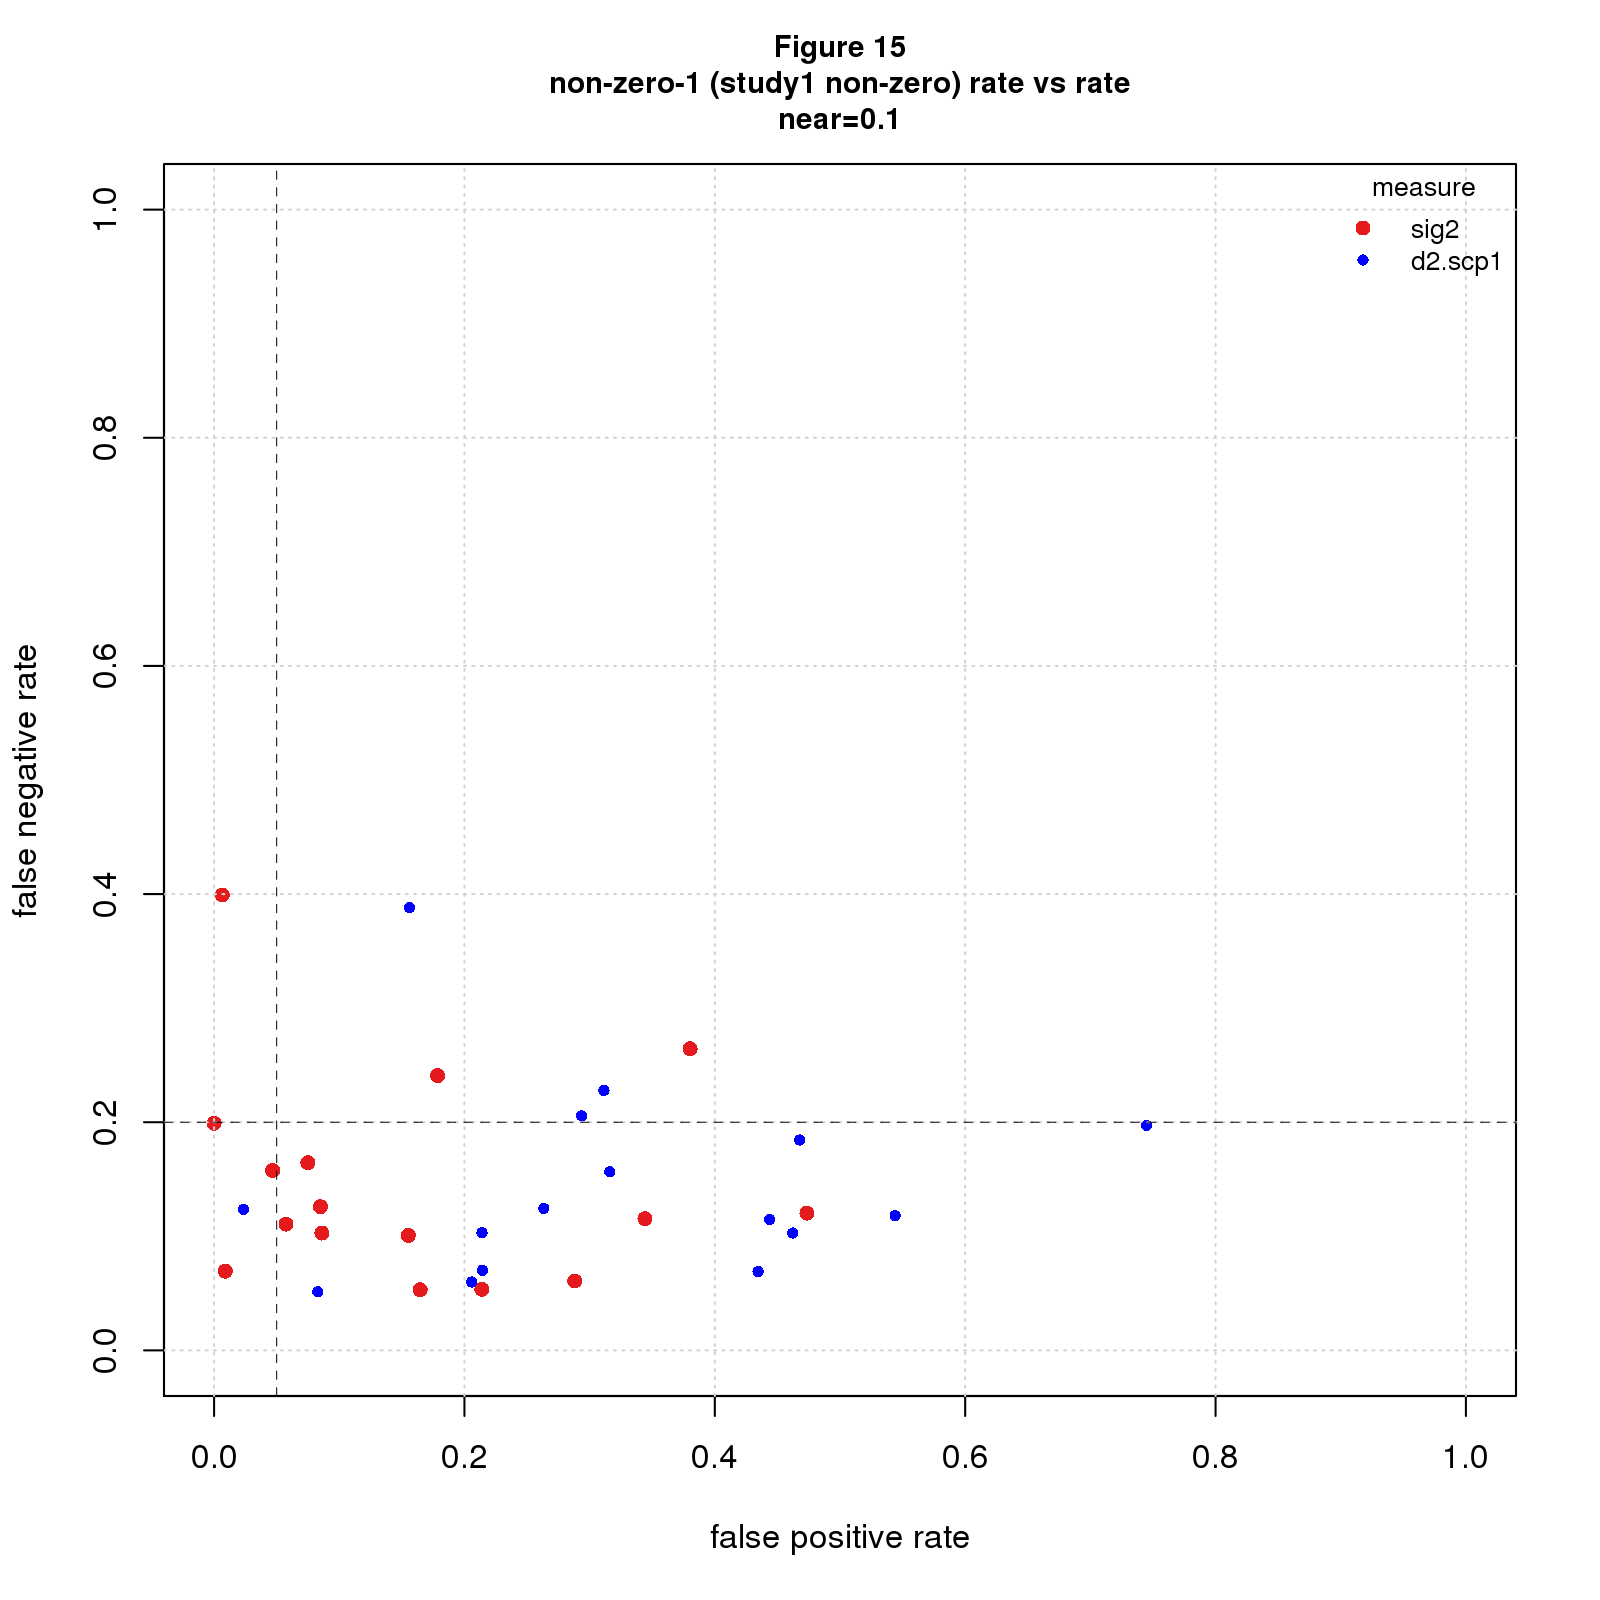 Figure 15
non-zero-1 (study1 non-zero) rate vs rate
near=0.1
measure
sig2
d2.scp1
false negative rate
1.0
0.8
0.6
0.4
0.2
0.0
0.0 0.2 0.4 0.6 0.8 1.0
false positive rate